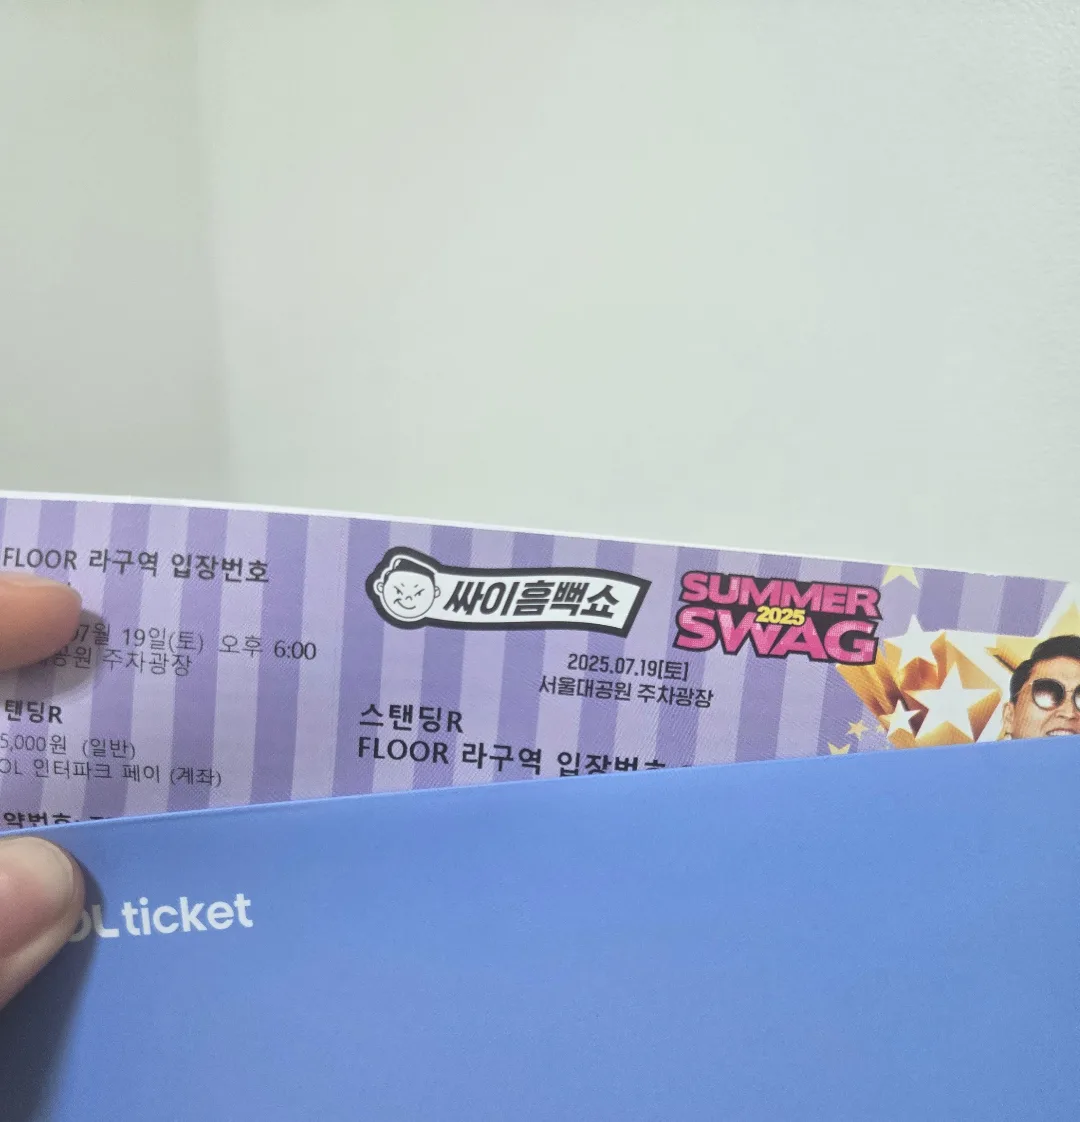 FLOOR 라구역 입장번호
07월 19일(토) 오후 6:00
공원 주차광장
탠딩R
5,000원 (일반)
OL 인터파크 페이 (계좌)
약번호:
싸이흠뻑쇼
SUMMER
2025
SWAG
2025.07.19[토]
서울대공원 주차광장
스탠딩R
FLOOR 라구역 입장번호
OLticket